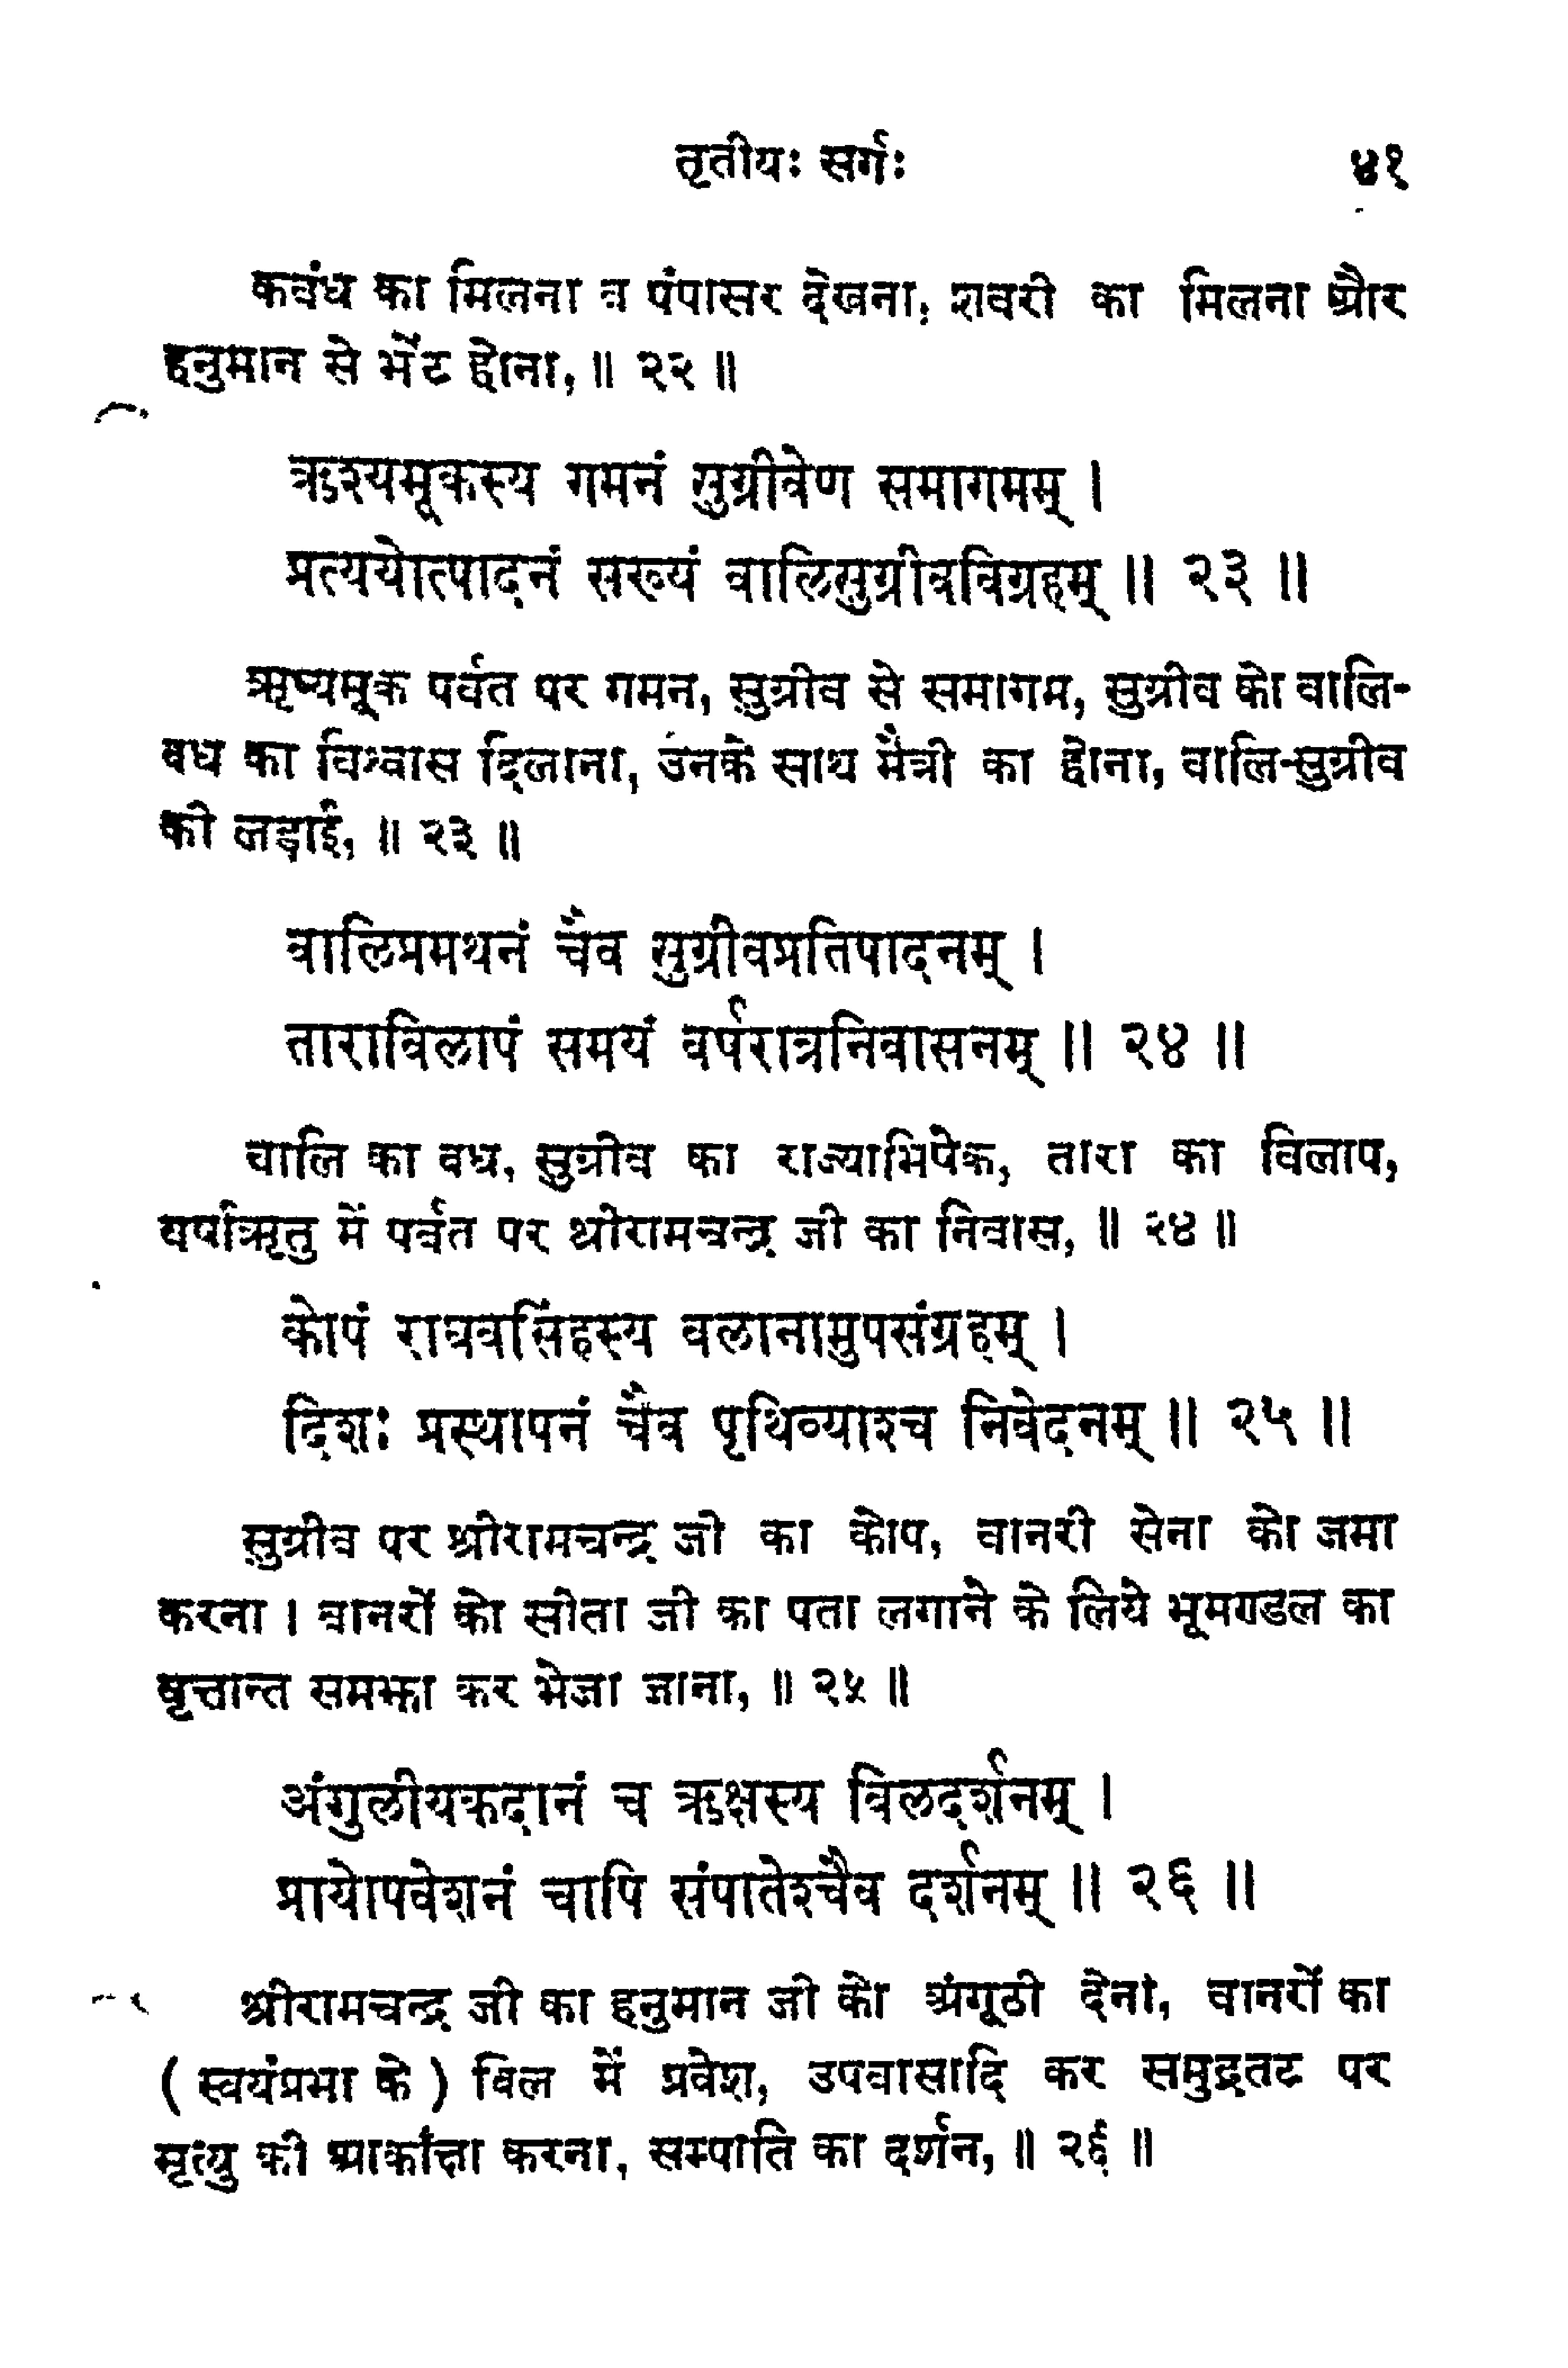 तृतीयः सर्गः ४१
कवंध का मिलना व पंपासर देखना, शवरी का मिलना और
हनुमान से भेंट होना, ॥ २२ ॥
ऋश्यमूकस्य गमनं सुग्रीवेण समागमम् ।
प्रत्ययोत्पादनं सख्यं वालिसुग्रीवविग्रहम् ॥ २३ ॥
ऋष्यमूक पर्वत पर गमन, सुग्रीव से समागम, सुग्रीव को वालि-
वध का विश्वास दिलाना, उनके साथ मैत्री का होना, वालि-सुग्रीव
की लड़ाई, ॥ २३ ॥
वालिप्रमथनं चैव सुग्रीवप्रतिपादनम् ।
ताराविलापं समयं वर्षरात्रनिवासनम् ॥ २४ ॥
वालि का वध, सुग्रीव का राज्याभिषेक, तारा का विलाप,
वर्षाऋतु में पर्वत पर श्रीरामचन्द्र जी का निवास, ॥ २४ ॥
कोपं राघवसिंहस्य वलानामुपसंग्रहम् ।
दिशः प्रस्थापनं चैव पृथिव्याश्च निवेदनम् ॥ २५ ॥
सुग्रीव पर श्रीरामचन्द्र जी का कोप, वानरी सेना को जमा
करना । वानरों को सीता जी का पता लगाने के लिये भूमण्डल का
वृत्तान्त समझा कर भेजा जाना, ॥ २५ ॥
अंगुलीयकदानं च ऋक्षस्य विलदर्शनम् ।
प्रायोपवेशनं चापि संपातेश्चैव दर्शनम् ॥ २६ ॥
श्रीरामचन्द्र जी का हनुमान जी को अंगूठी देना, वानरों का
( स्वयंप्रभा के ) विल में प्रवेश, उपवासादि कर समुद्रतट पर
मृत्यु की आकांक्षा करना, सम्पाति का दर्शन, ॥ २६ ॥